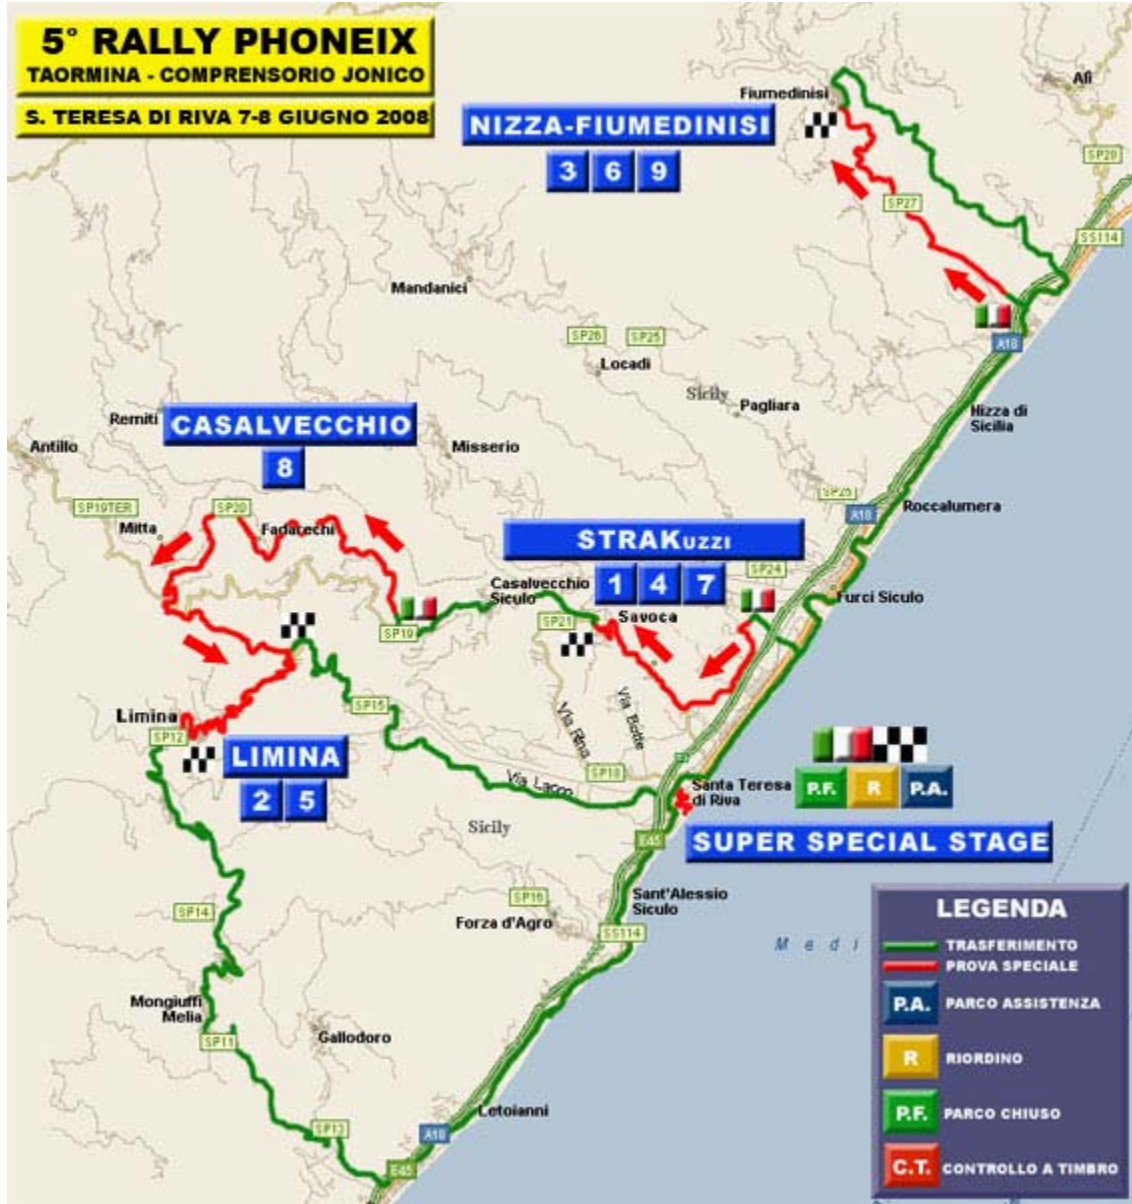 5° RALLY PHONEIX
TAORMINA - COMPRENSORIO JONICO
S. TERESA DI RIVA 7-8 GIUGNO 2008
Alì
Fiumedinisi
NIZZA-FIUMEDINISI
3 6 9
SP28
SP27
SS114
Mandanici
A18
SP26
SP25
Locadi
Sicily
Pagliara
Nizza di
Sicilia
Remiti
CASALVECCHIO
8
Antillo
Misserio
SP19TER
SP20
Mitta
Fadarechi
SP25
A18
Roccalumera
STRAKUZZI
1 4 7
SP24
Casalvecchio
Siculo
Furci Siculo
SP21
Savoca
SP19
Limina
SP12
SP15
Via Rina
Via Botte
LIMINA
2 5
Via Lacco
SP18
Santa Teresa
di Riva
P.F. R P.A.
SUPER SPECIAL STAGE
Sicily
E45
SP16
Sant'Alessio
Siculo
SP14
Forza d'Agro
SS114
Medi
Mongiuffi
Melia
SP11
Gallodoro
Letoianni
SP13
A18
E45
LEGENDA
TRASFERIMENTO
PROVA SPECIALE
P.A. PARCO ASSISTENZA
R RIORDINO
P.F. PARCO CHIUSO
C.T. CONTROLLO A TIMBRO